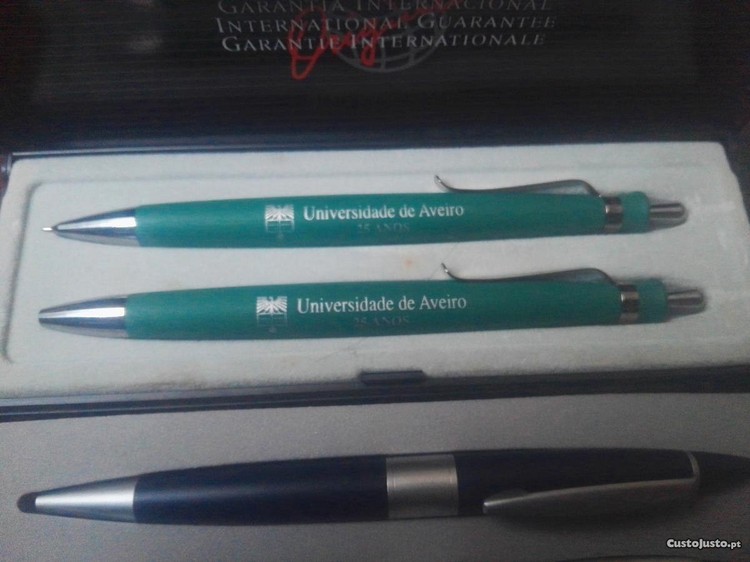 GARANTIA INTERNACIONAL
INTERNATIONAL GUARANTEE
GARANTIE INTERNATIONALE
Universidade de Aveiro
25 ANOS
Universidade de Aveiro
25 ANOS
CustoJusto.pt